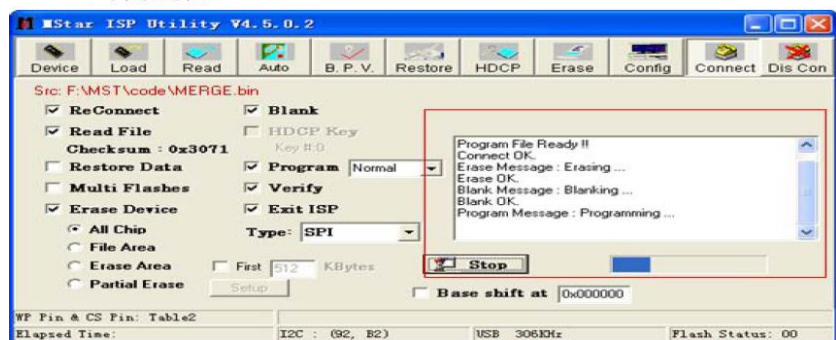 MStar ISP Utility V4.5.0.2
Device Load Read Auto B. P. V. Restore HDCP Erase Config Connect Dis Con
Src: F:\MST\code\MERGE.bin
ReConnect Blank
Read File HDCP Key
Checksum : 0x3071 Key #:0
Restore Data Program Normal
Multi Flashes Verify
Erase Device Exit ISP
All Chip Type: SPI
File Area
Erase Area First 512 KBytes
Partial Erase Setup
Program File Ready !!
Connect OK.
Erase Message : Erasing ...
Erase OK.
Blank Message : Blanking ...
Blank OK.
Program Message : Programming ...
Stop
Base shift at 0x000000
WP Pin & CS Pin: Table2
Elapsed Time: I2C : (92, B2) USB 306KHz Flash Status: 00